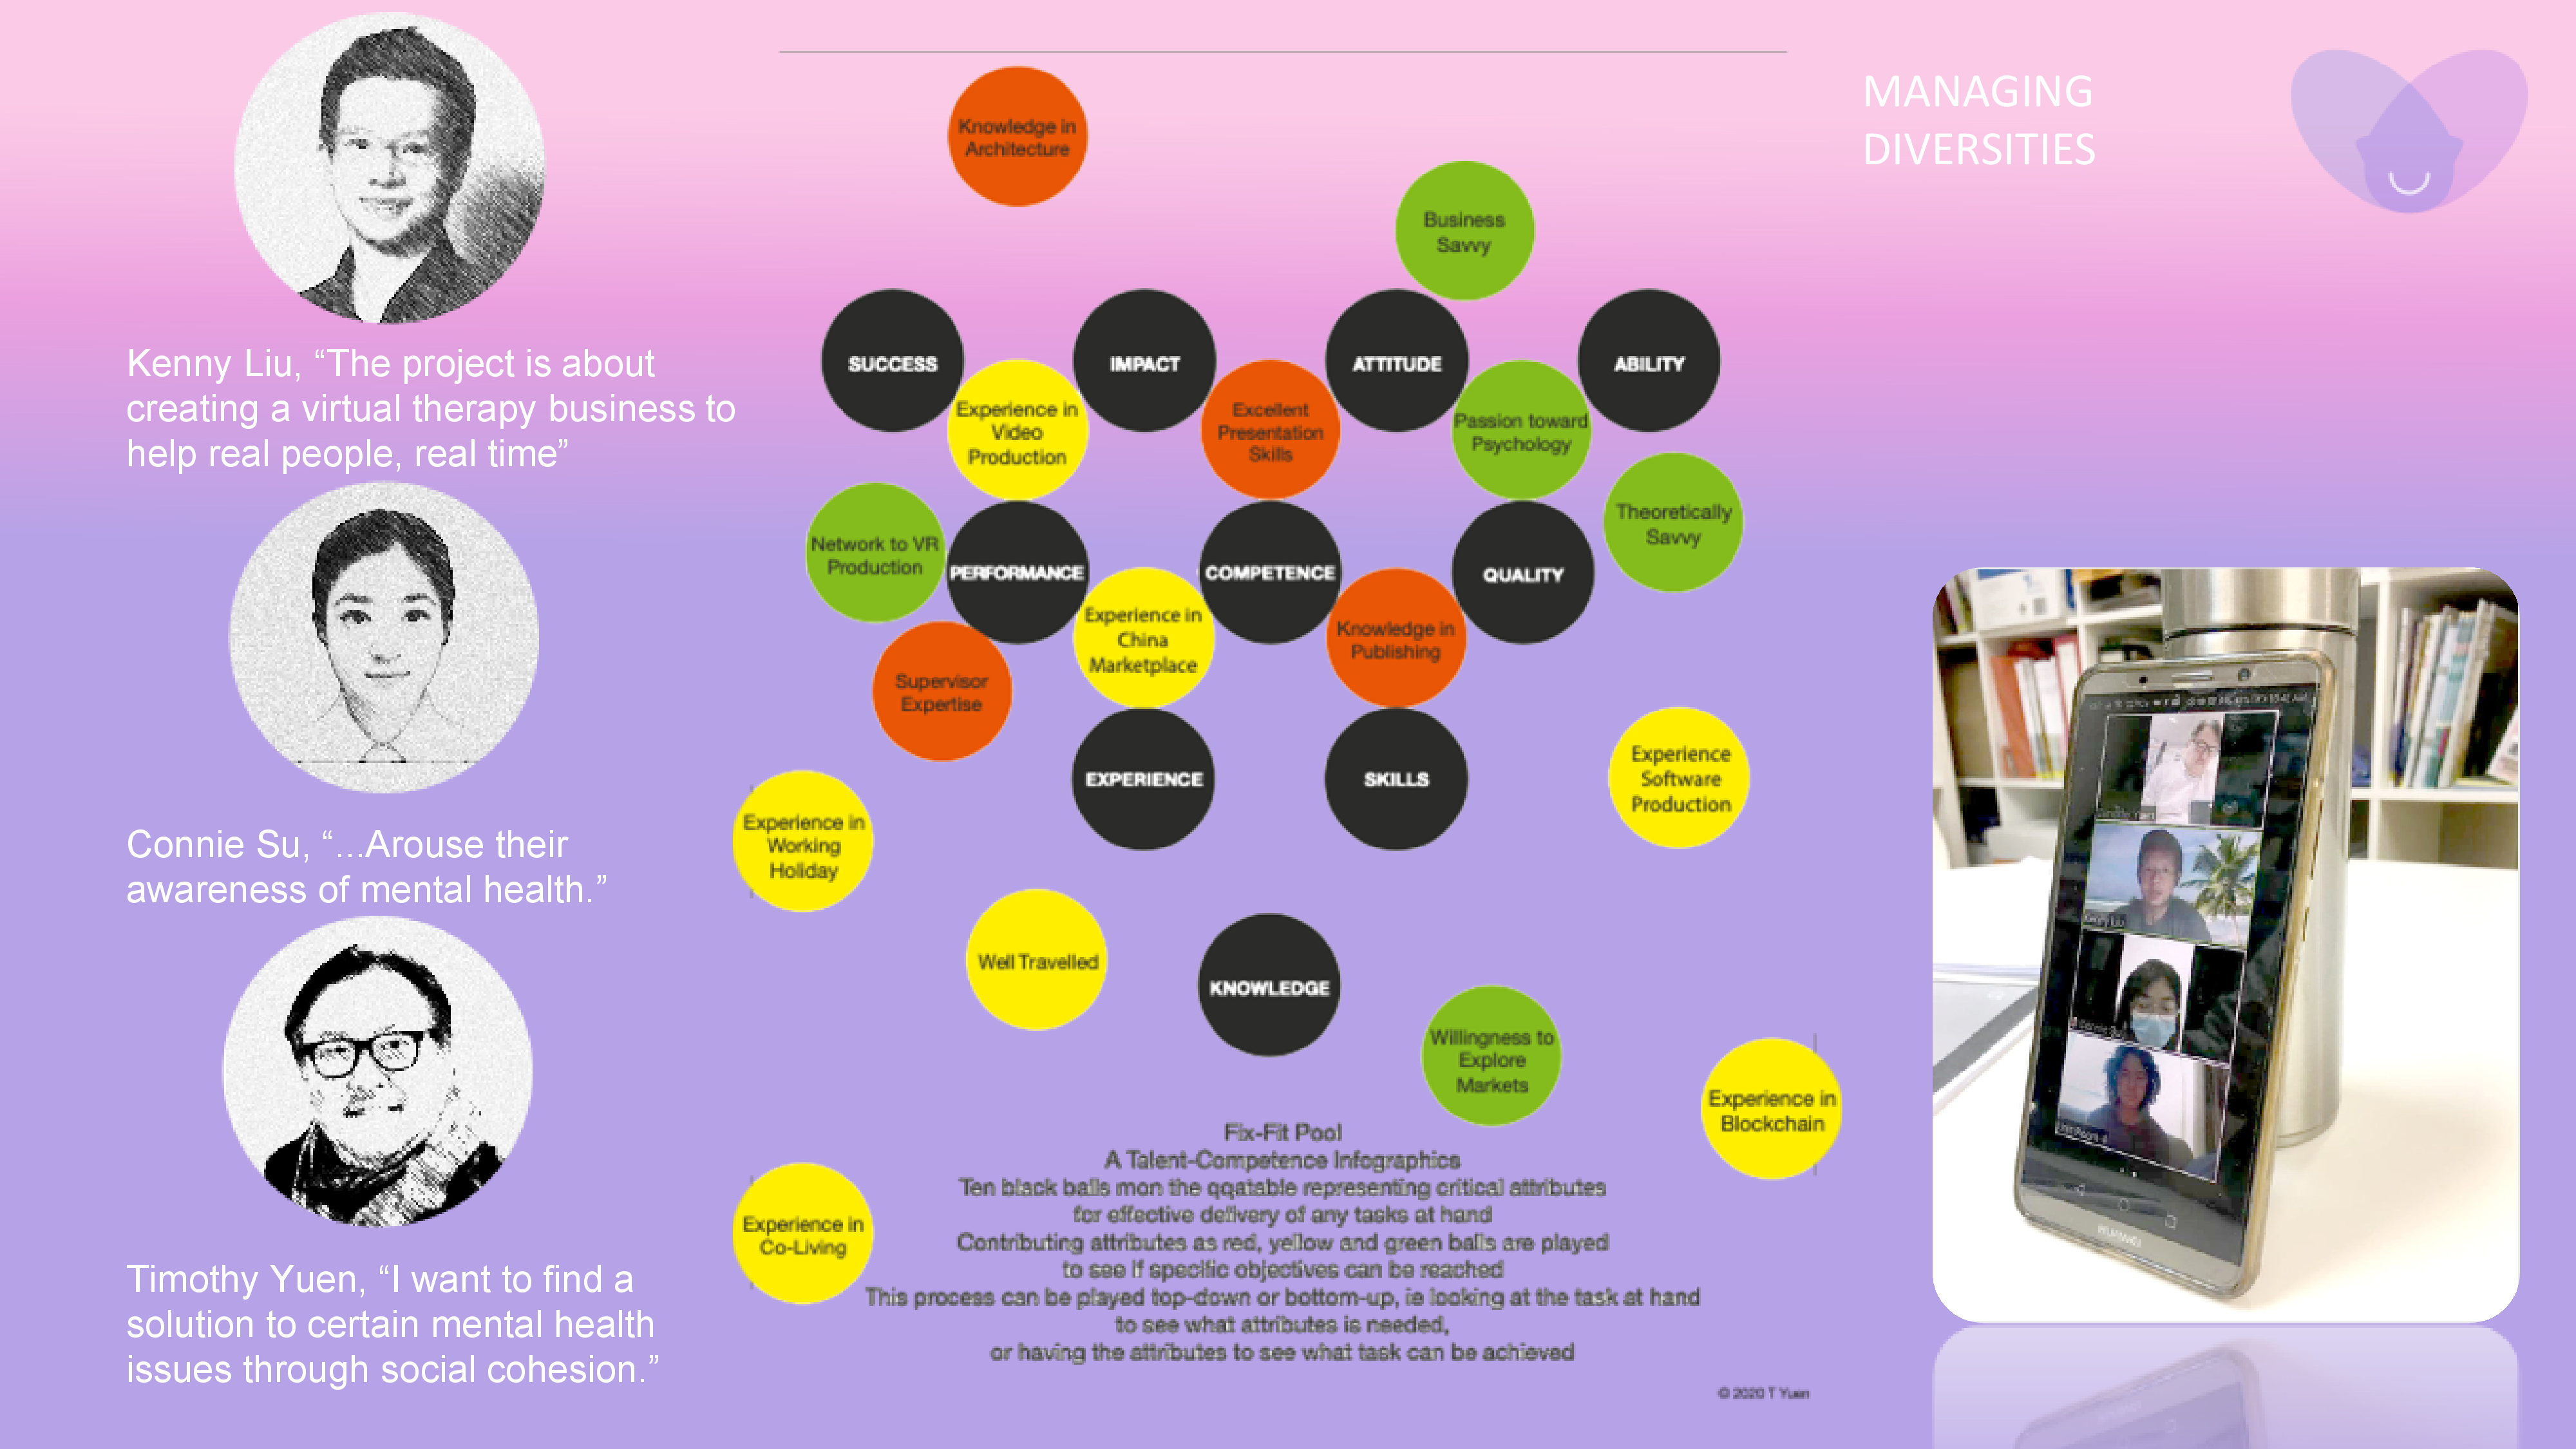 MANAGING
DIVERSITIES
Kenny Liu, “The project is about
creating a virtual therapy business to
help real people, real time”
Connie Su, “...Arouse their
awareness of mental health.”
Timothy Yuen, “I want to find a
solution to certain mental health
issues through social cohesion.”
Knowledge in
Architecture
Business
Savvy
SUCCESS
IMPACT
ATTITUDE
ABILITY
Experience in
Video
Production
Excellent
Presentation
Skills
Passion toward
Psychology
Network to VR
Production
PERFORMANCE
COMPETENCE
QUALITY
Theoretically
Savvy
Supervisor
Expertise
Experience in
China
Marketplace
Knowledge in
Publishing
EXPERIENCE
SKILLS
Experience
Software
Production
Experience in
Working
Holiday
Well Travelled
KNOWLEDGE
Willingness to
Explore
Markets
Experience in
Blockchain
Experience in
Co-Living
Fix-Fit Pool
A Talent-Competence Infographics
Ten black balls mon the qqatable representing critical attributes
for effective delivery of any tasks at hand
Contributing attributes as red, yellow and green balls are played
to see if specific objectives can be reached
This process can be played top-down or bottom-up, ie looking at the task at hand
to see what attributes is needed,
or having the attributes to see what task can be achieved
© 2020 T Yuen
HUAWEI